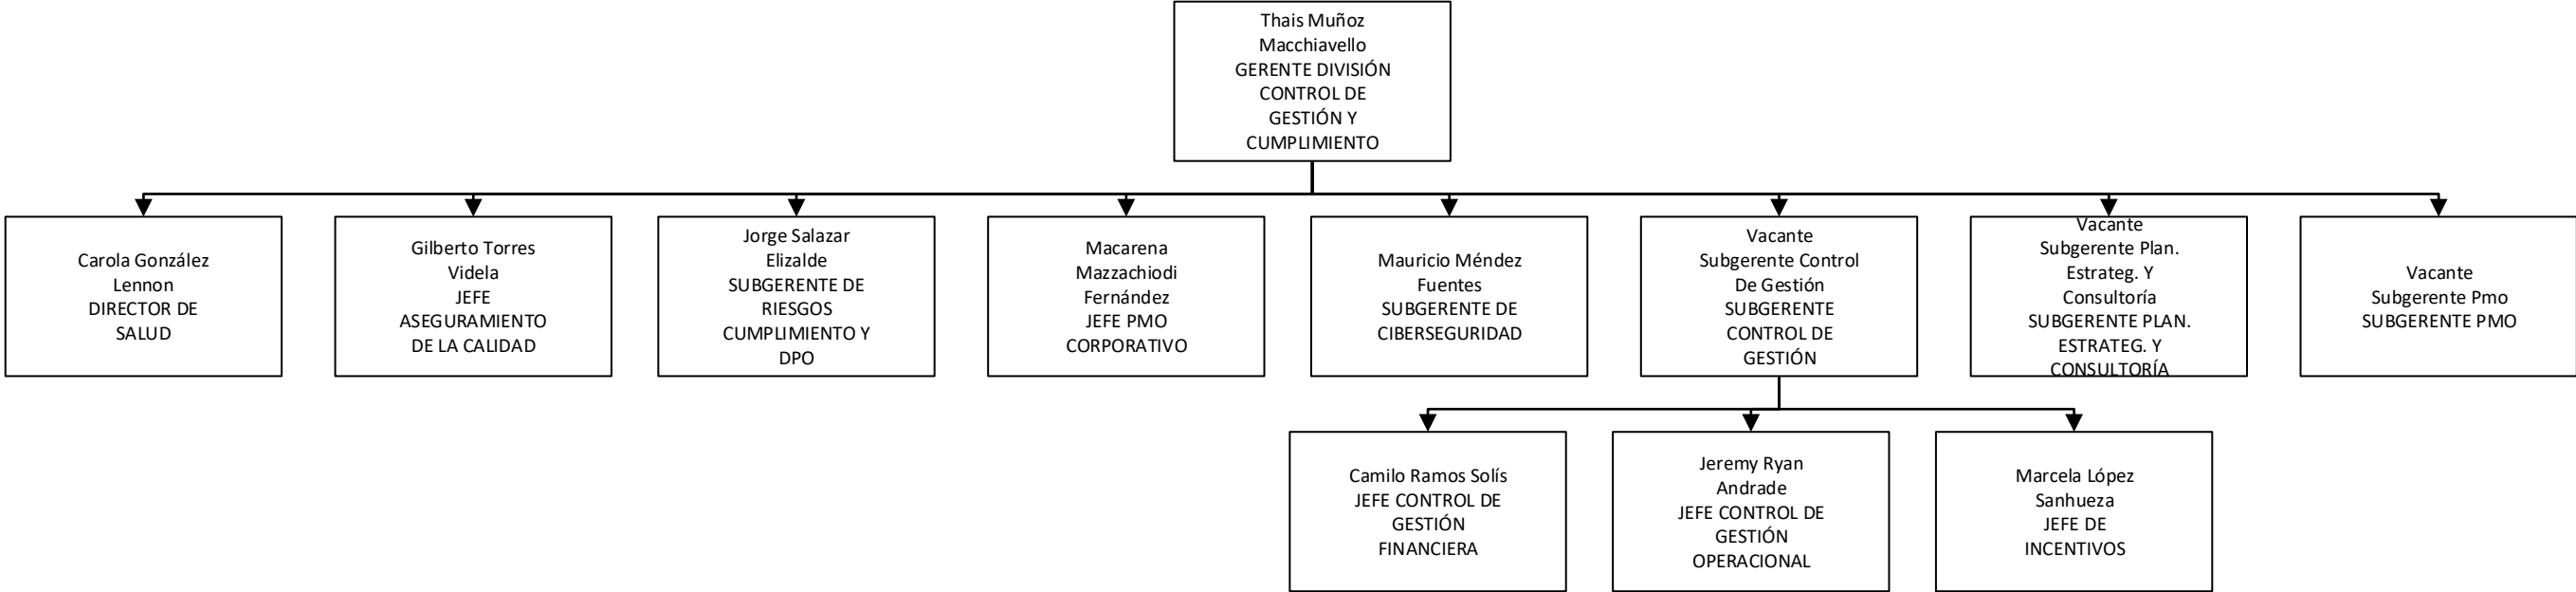 Thais Muñoz
Macchiavello
GERENTE DIVISIÓN
CONTROL DE
GESTIÓN Y
CUMPLIMIENTO
Carola González
Lennon
DIRECTOR DE
SALUD
Gilberto Torres
Videla
JEFE
ASEGURAMIENTO
DE LA CALIDAD
Jorge Salazar
Elizalde
SUBGERENTE DE
RIESGOS
CUMPLIMIENTO Y
DPO
Macarena
Mazzachiodi
Fernández
JEFE PMO
CORPORATIVO
Mauricio Méndez
Fuentes
SUBGERENTE DE
CIBERSEGURIDAD
Vacante
Subgerente Control
De Gestión
SUBGERENTE
CONTROL DE
GESTIÓN
Vacante
Subgerente Plan.
Estrateg. Y
Consultoría
SUBGERENTE PLAN.
ESTRATEG. Y
CONSULTORÍA
Vacante
Subgerente Pmo
SUBGERENTE PMO
Camilo Ramos Solís
JEFE CONTROL DE
GESTIÓN
FINANCIERA
Jeremy Ryan
Andrade
JEFE CONTROL DE
GESTIÓN
OPERACIONAL
Marcela López
Sanhueza
JEFE DE
INCENTIVOS